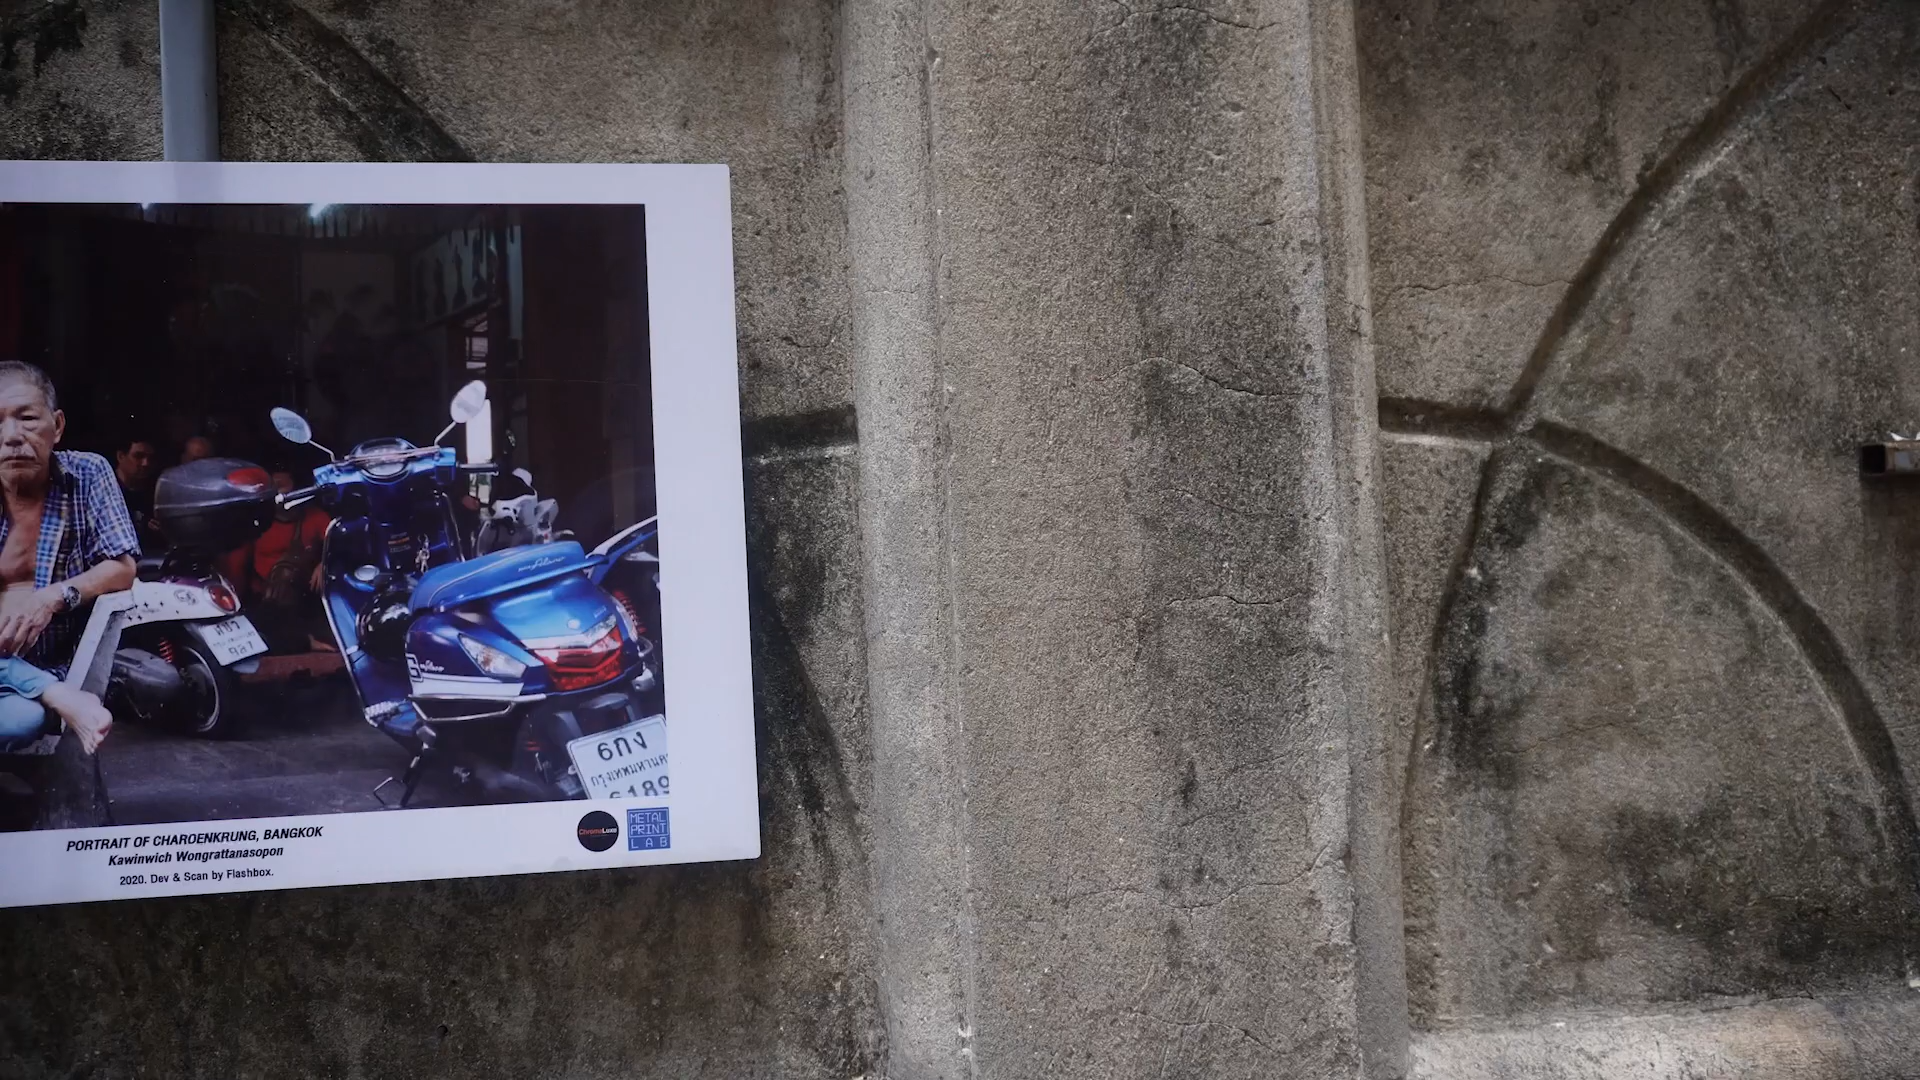 6กง
กรุงเทพมหานค
6189
PORTRAIT OF CHAROENKRUNG, BANGKOK
Kawinwich Wongrattanasopon
2020. Dev & Scan by Flashbox.
ChromaLuxe
METAL
PRINT
LAB